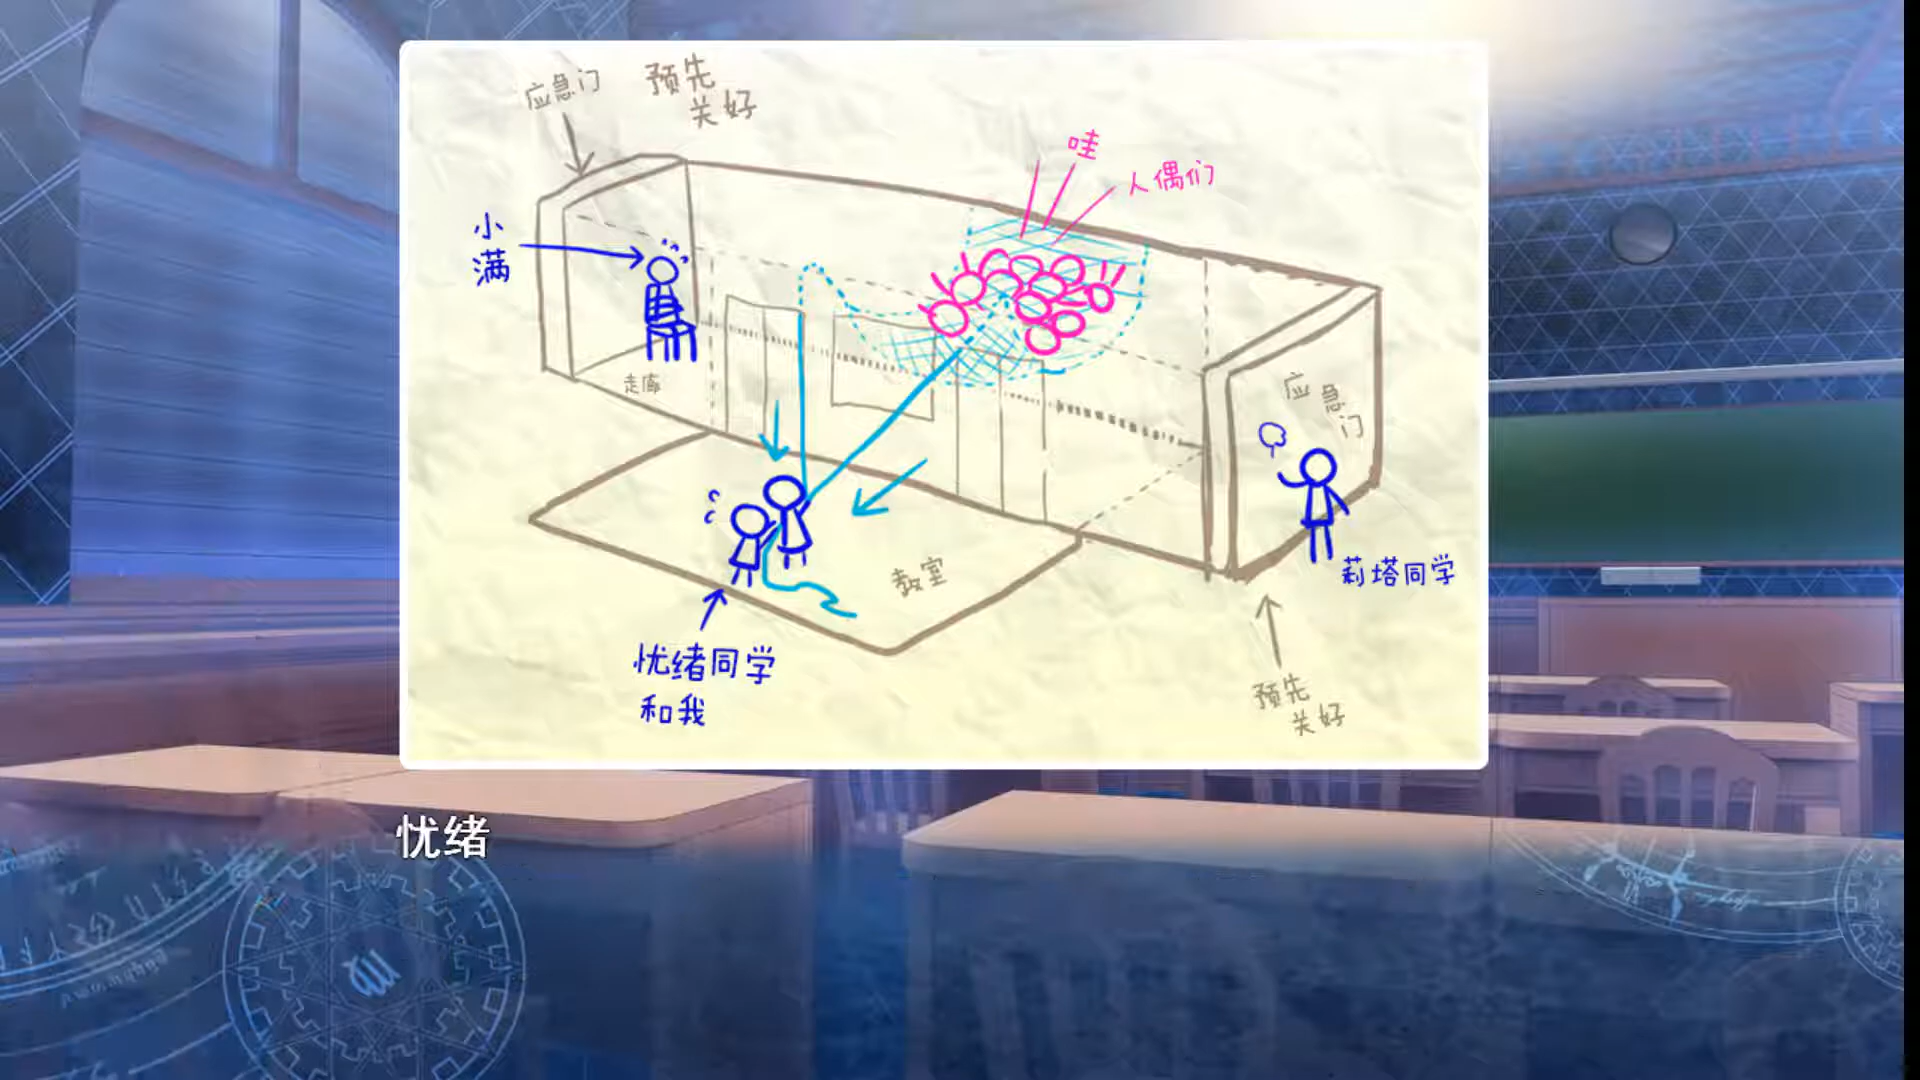 应急门
预先
关好
哇
人偶们
小
满
走廊
应急门
莉塔同学
教室
忧绪同学
和我
预先
关好
忧绪